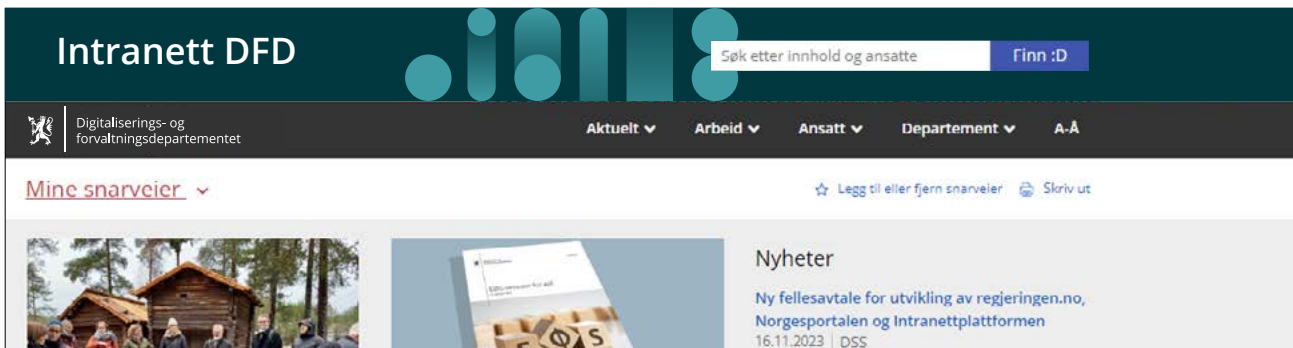 Intranett DFD
Søk etter innhold og ansatte
Finn :D
Digitaliserings- og
forvaltningsdepartementet
Aktuelt
Arbeid
Ansatt
Departement
A-Å
Mine snarveier
Legg til eller fjern snarveier
Skriv ut
Nyheter
Ny fellesavtale for utvikling av regjeringen.no,
Norgesportalen og Intranettplattformen
16.11.2023 | DSS